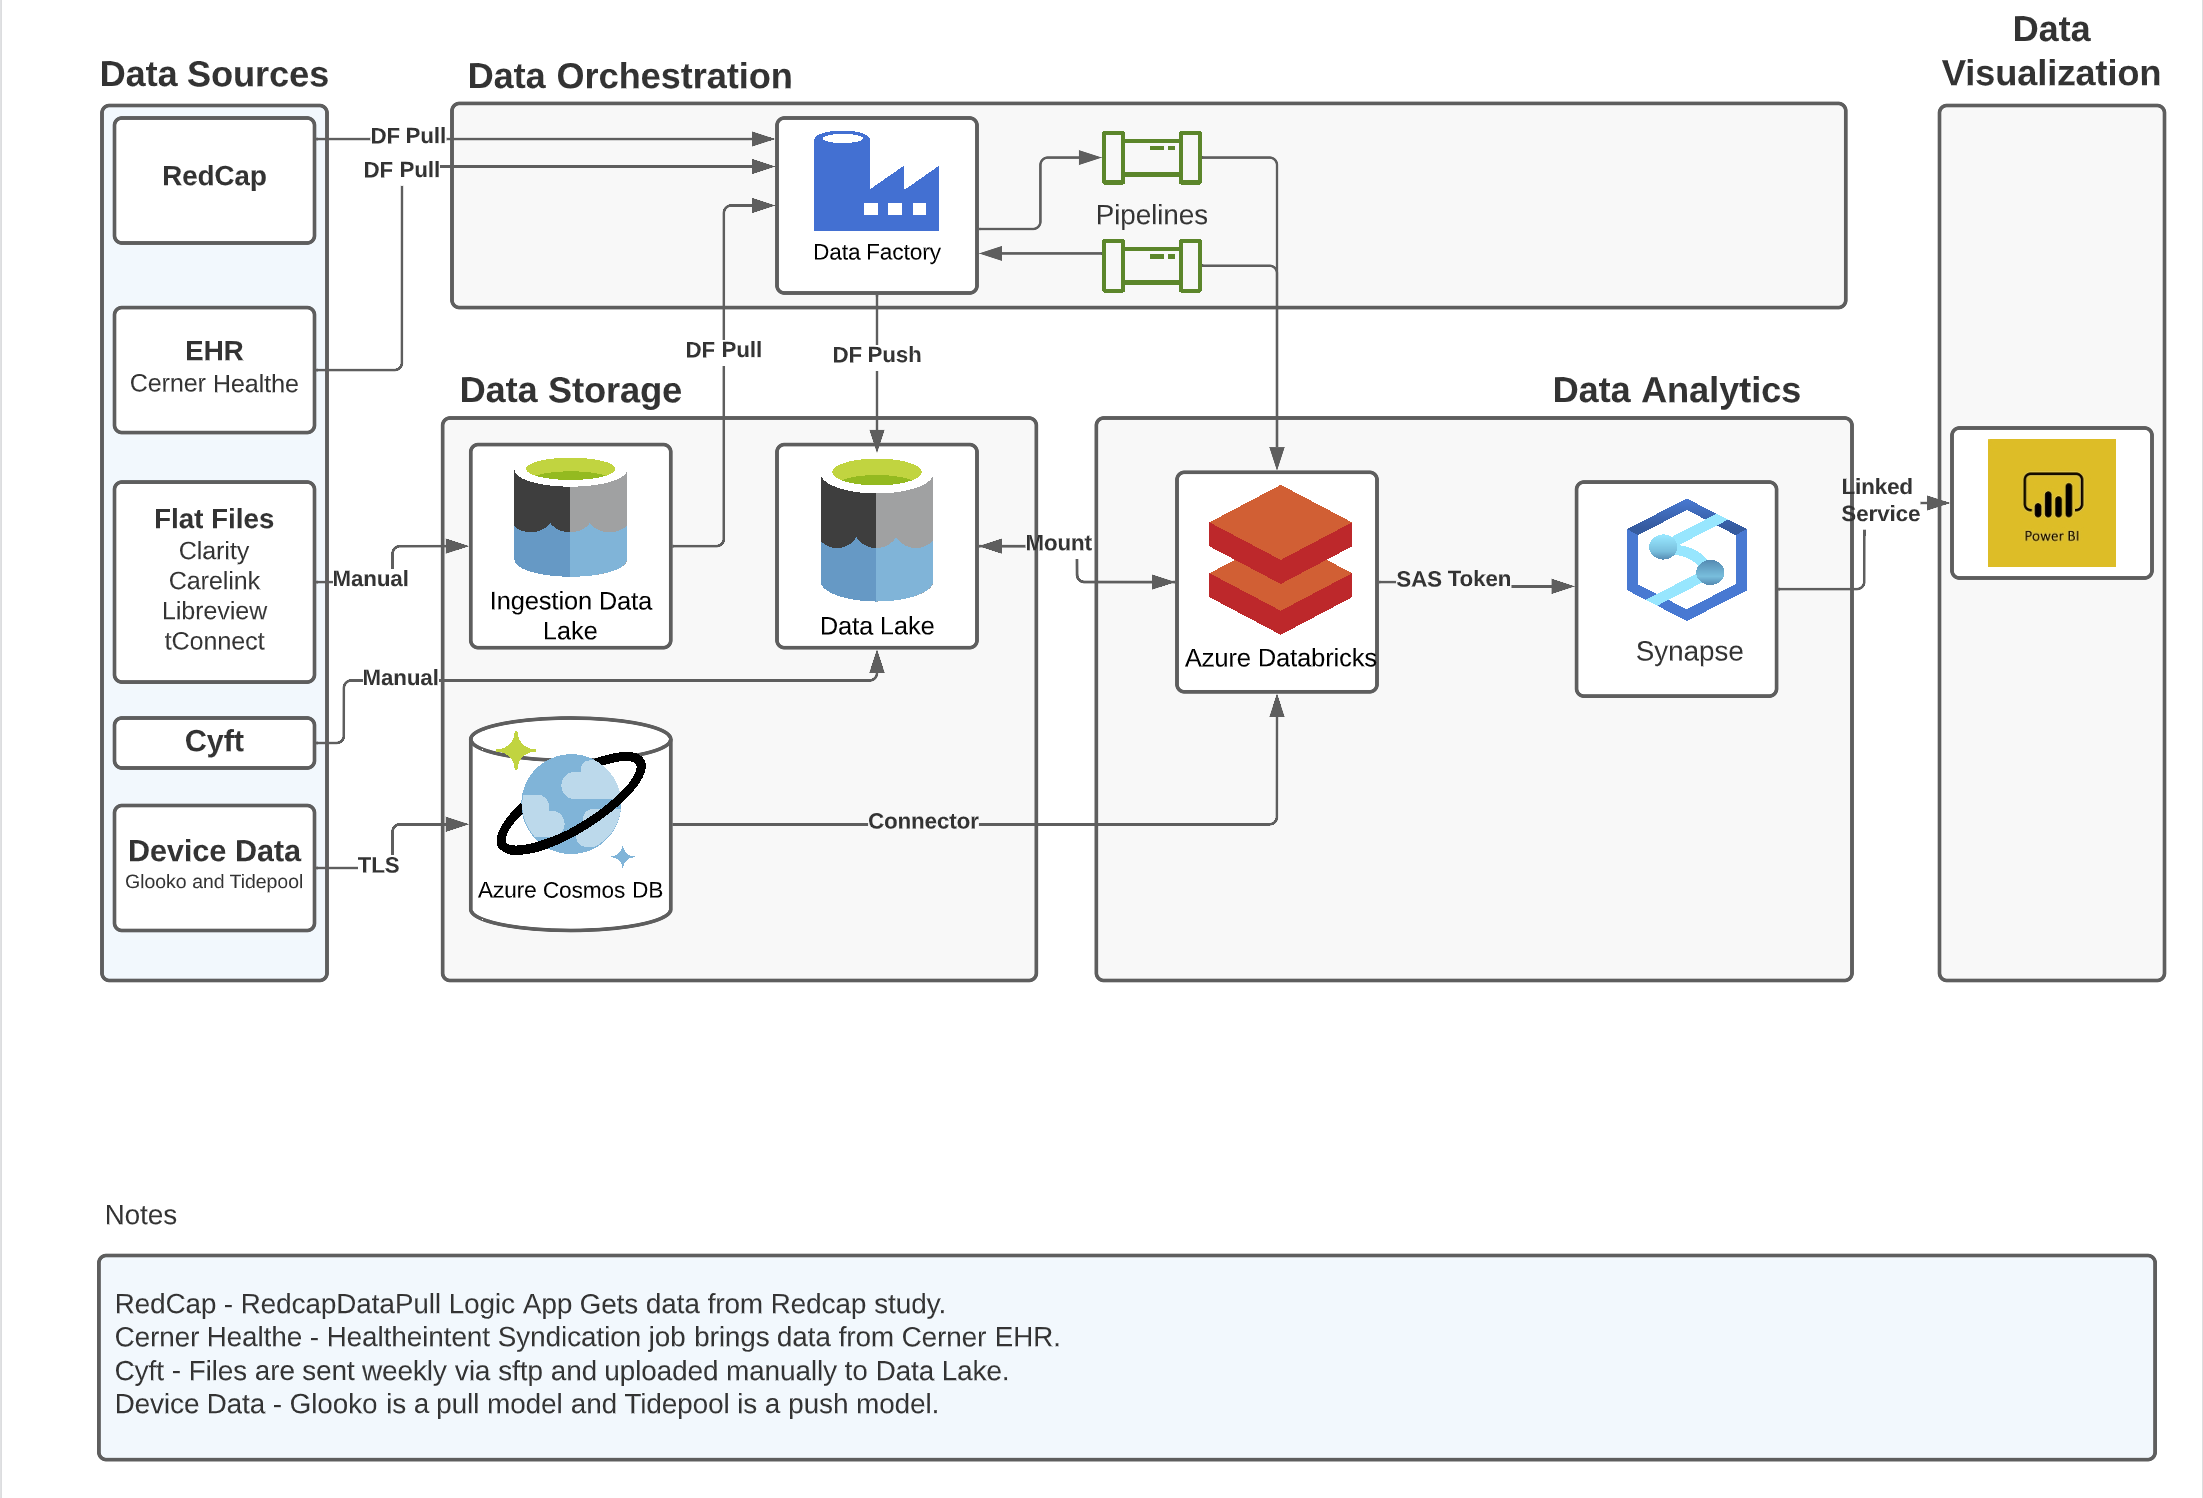 Data Sources
RedCap
EHR
Cerner Healthe
Flat Files
Clarity
Carelink
Libreview
tConnect
Cyft
Device Data
Glooko and Tidepool
DF Pull
DF Pull
Manual
Manual
TLS
Data Orchestration
Data Factory
Pipelines
DF Pull
DF Push
Data Storage
Ingestion Data
Lake
Data Lake
Azure Cosmos DB
Mount
Connector
Data Analytics
Azure Databricks
SAS Token
Synapse
Linked
Service
Data
Visualization
Power BI
Notes
RedCap - RedcapDataPull Logic App Gets data from Redcap study.
Cerner Healthe - Healtheintent Syndication job brings data from Cerner EHR.
Cyft - Files are sent weekly via sftp and uploaded manually to Data Lake.
Device Data - Glooko is a pull model and Tidepool is a push model.